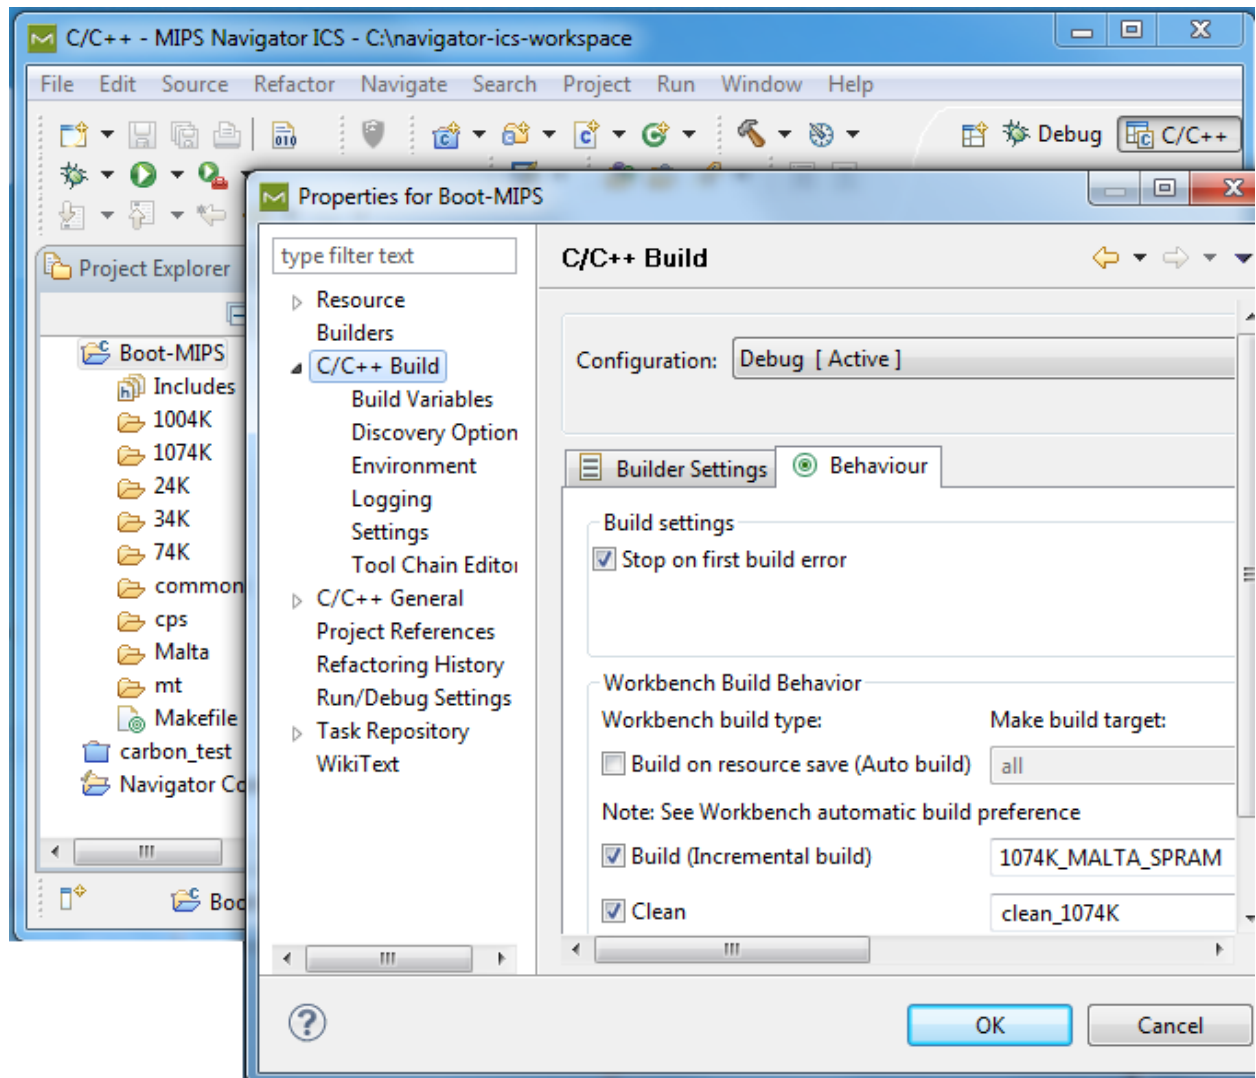 C/C++ - MIPS Navigator ICS - C:\navigator-ics-workspace
File Edit Source Refactor Navigate Search Project Run Window Help
Debug C/C++
Project Explorer
Boot-MIPS
Includes
1004K
1074K
24K
34K
74K
common
cps
Malta
mt
Makefile
carbon_test
Navigator Co
Boo
Properties for Boot-MIPS
type filter text
Resource
Builders
C/C++ Build
Build Variables
Discovery Option
Environment
Logging
Settings
Tool Chain Editor
C/C++ General
Project References
Refactoring History
Run/Debug Settings
Task Repository
WikiText
C/C++ Build
Configuration: Debug [ Active ]
Builder Settings Behaviour
Build settings
Stop on first build error
Workbench Build Behavior
Workbench build type: Make build target:
Build on resource save (Auto build) all
Note: See Workbench automatic build preference
Build (Incremental build) 1074K_MALTA_SPRAM
Clean clean_1074K
OK Cancel